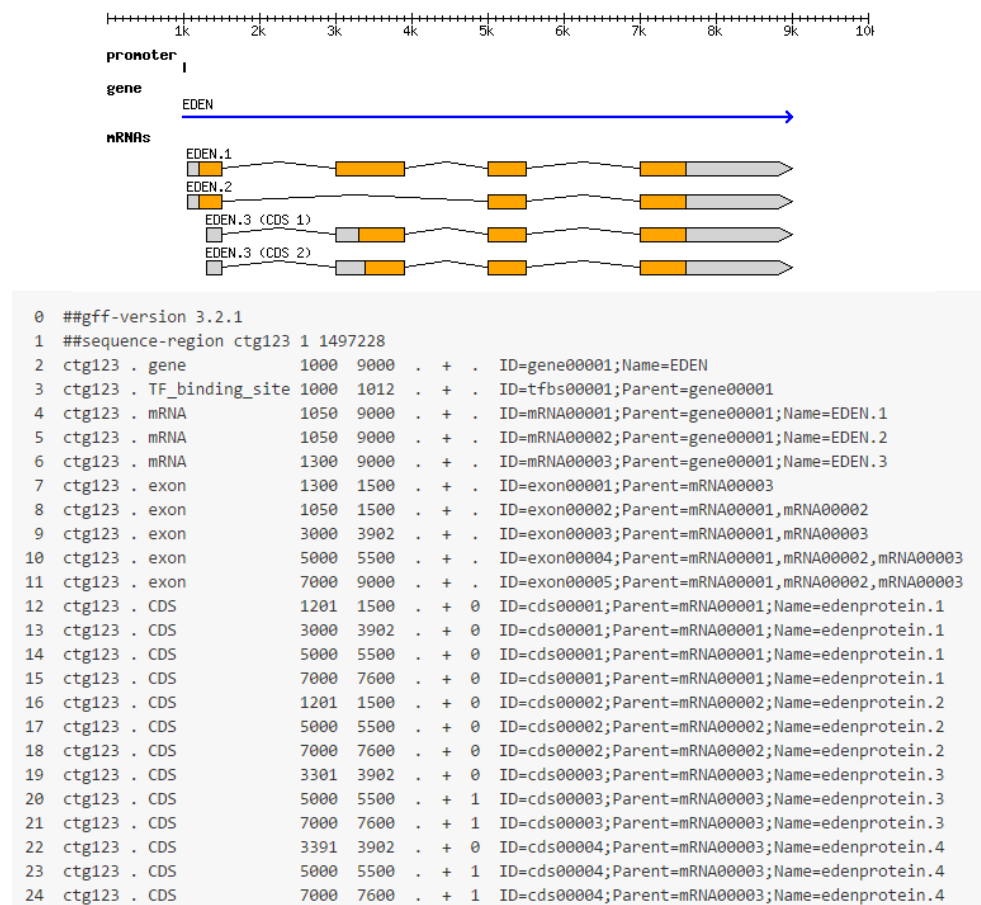 1k 2k 3k 4k 5k 6k 7k 8k 9k 10k
promoter
gene
EDEN
mRNAs
EDEN.1
EDEN.2
EDEN.3 (CDS 1)
EDEN.3 (CDS 2)
0 ##gff-version 3.2.1
1 ##sequence-region ctg123 1 1497228
2 ctg123 . gene 1000 9000 . + . ID=gene00001;Name=EDEN
3 ctg123 . TF_binding_site 1000 1012 . + . ID=tfbs00001;Parent=gene00001
4 ctg123 . mRNA 1050 9000 . + . ID=mRNA00001;Parent=gene00001;Name=EDEN.1
5 ctg123 . mRNA 1050 9000 . + . ID=mRNA00002;Parent=gene00001;Name=EDEN.2
6 ctg123 . mRNA 1300 9000 . + . ID=mRNA00003;Parent=gene00001;Name=EDEN.3
7 ctg123 . exon 1300 1500 . + . ID=exon00001;Parent=mRNA00003
8 ctg123 . exon 1050 1500 . + . ID=exon00002;Parent=mRNA00001,mRNA00002
9 ctg123 . exon 3000 3902 . + . ID=exon00003;Parent=mRNA00001,mRNA00003
10 ctg123 . exon 5000 5500 . + . ID=exon00004;Parent=mRNA00001,mRNA00002,mRNA00003
11 ctg123 . exon 7000 9000 . + . ID=exon00005;Parent=mRNA00001,mRNA00002,mRNA00003
12 ctg123 . CDS 1201 1500 . + 0 ID=cds00001;Parent=mRNA00001;Name=edenprotein.1
13 ctg123 . CDS 3000 3902 . + 0 ID=cds00001;Parent=mRNA00001;Name=edenprotein.1
14 ctg123 . CDS 5000 5500 . + 0 ID=cds00001;Parent=mRNA00001;Name=edenprotein.1
15 ctg123 . CDS 7000 7600 . + 0 ID=cds00001;Parent=mRNA00001;Name=edenprotein.1
16 ctg123 . CDS 1201 1500 . + 0 ID=cds00002;Parent=mRNA00002;Name=edenprotein.2
17 ctg123 . CDS 5000 5500 . + 0 ID=cds00002;Parent=mRNA00002;Name=edenprotein.2
18 ctg123 . CDS 7000 7600 . + 0 ID=cds00002;Parent=mRNA00002;Name=edenprotein.2
19 ctg123 . CDS 3301 3902 . + 0 ID=cds00003;Parent=mRNA00003;Name=edenprotein.3
20 ctg123 . CDS 5000 5500 . + 1 ID=cds00003;Parent=mRNA00003;Name=edenprotein.3
21 ctg123 . CDS 7000 7600 . + 1 ID=cds00003;Parent=mRNA00003;Name=edenprotein.3
22 ctg123 . CDS 3391 3902 . + 0 ID=cds00004;Parent=mRNA00003;Name=edenprotein.4
23 ctg123 . CDS 5000 5500 . + 1 ID=cds00004;Parent=mRNA00003;Name=edenprotein.4
24 ctg123 . CDS 7000 7600 . + 1 ID=cds00004;Parent=mRNA00003;Name=edenprotein.4